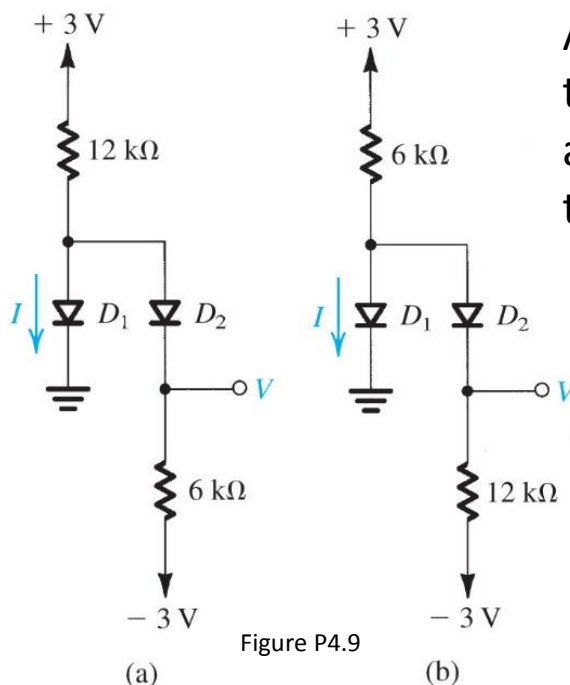 + 3 V
12 kΩ
I
D₁
D₂
V
6 kΩ
− 3 V
(a)
+ 3 V
6 kΩ
I
D₁
D₂
V
12 kΩ
− 3 V
(b)
Figure P4.9